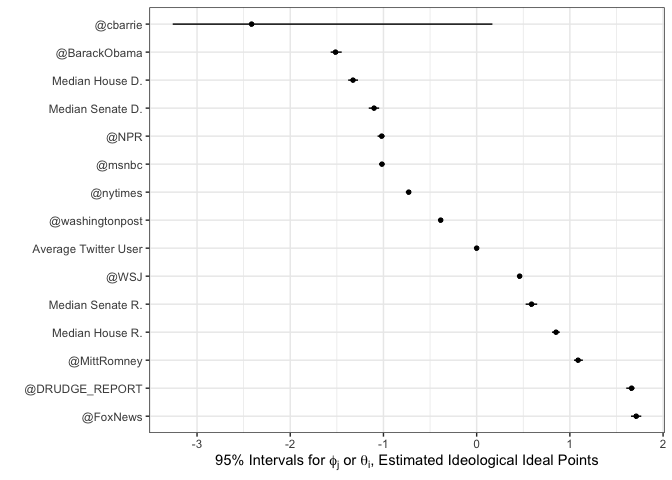 @cbarrie
@BarackObama
Median House D.
Median Senate D.
@NPR
@msnbc
@nytimes
@washingtonpost
Average Twitter User
@WSJ
Median Senate R.
Median House R.
@MittRomney
@DRUDGE_REPORT
@FoxNews
-3 -2 -1 0 1 2
95% Intervals for ϕj or θi, Estimated Ideological Ideal Points